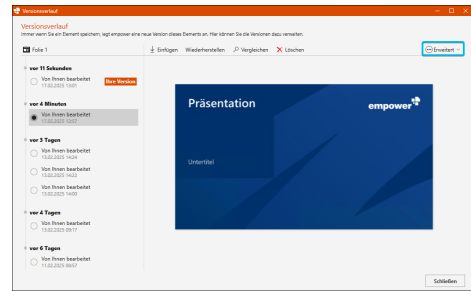 Versionsverlauf
Versionsverlauf
Immer wenn Sie ein Element speichern, legt empower eine neue Version dieses Elements an. Hier können Sie die Versionen dazu verwalten.
Folie 1
Einfügen Wiederherstellen Vergleichen Löschen Erweitert
vor 11 Sekunden
Von Ihnen bearbeitet
17.02.2025 13:01
Ihre Version
vor 4 Minuten
Von Ihnen bearbeitet
17.02.2025 12:57
vor 3 Tagen
Von Ihnen bearbeitet
13.02.2025 14:24
Von Ihnen bearbeitet
13.02.2025 14:22
Von Ihnen bearbeitet
13.02.2025 14:00
vor 4 Tagen
Von Ihnen bearbeitet
13.02.2025 09:17
vor 6 Tagen
Von Ihnen bearbeitet
11.02.2025 08:57
Präsentation
empower
Untertitel
Schließen